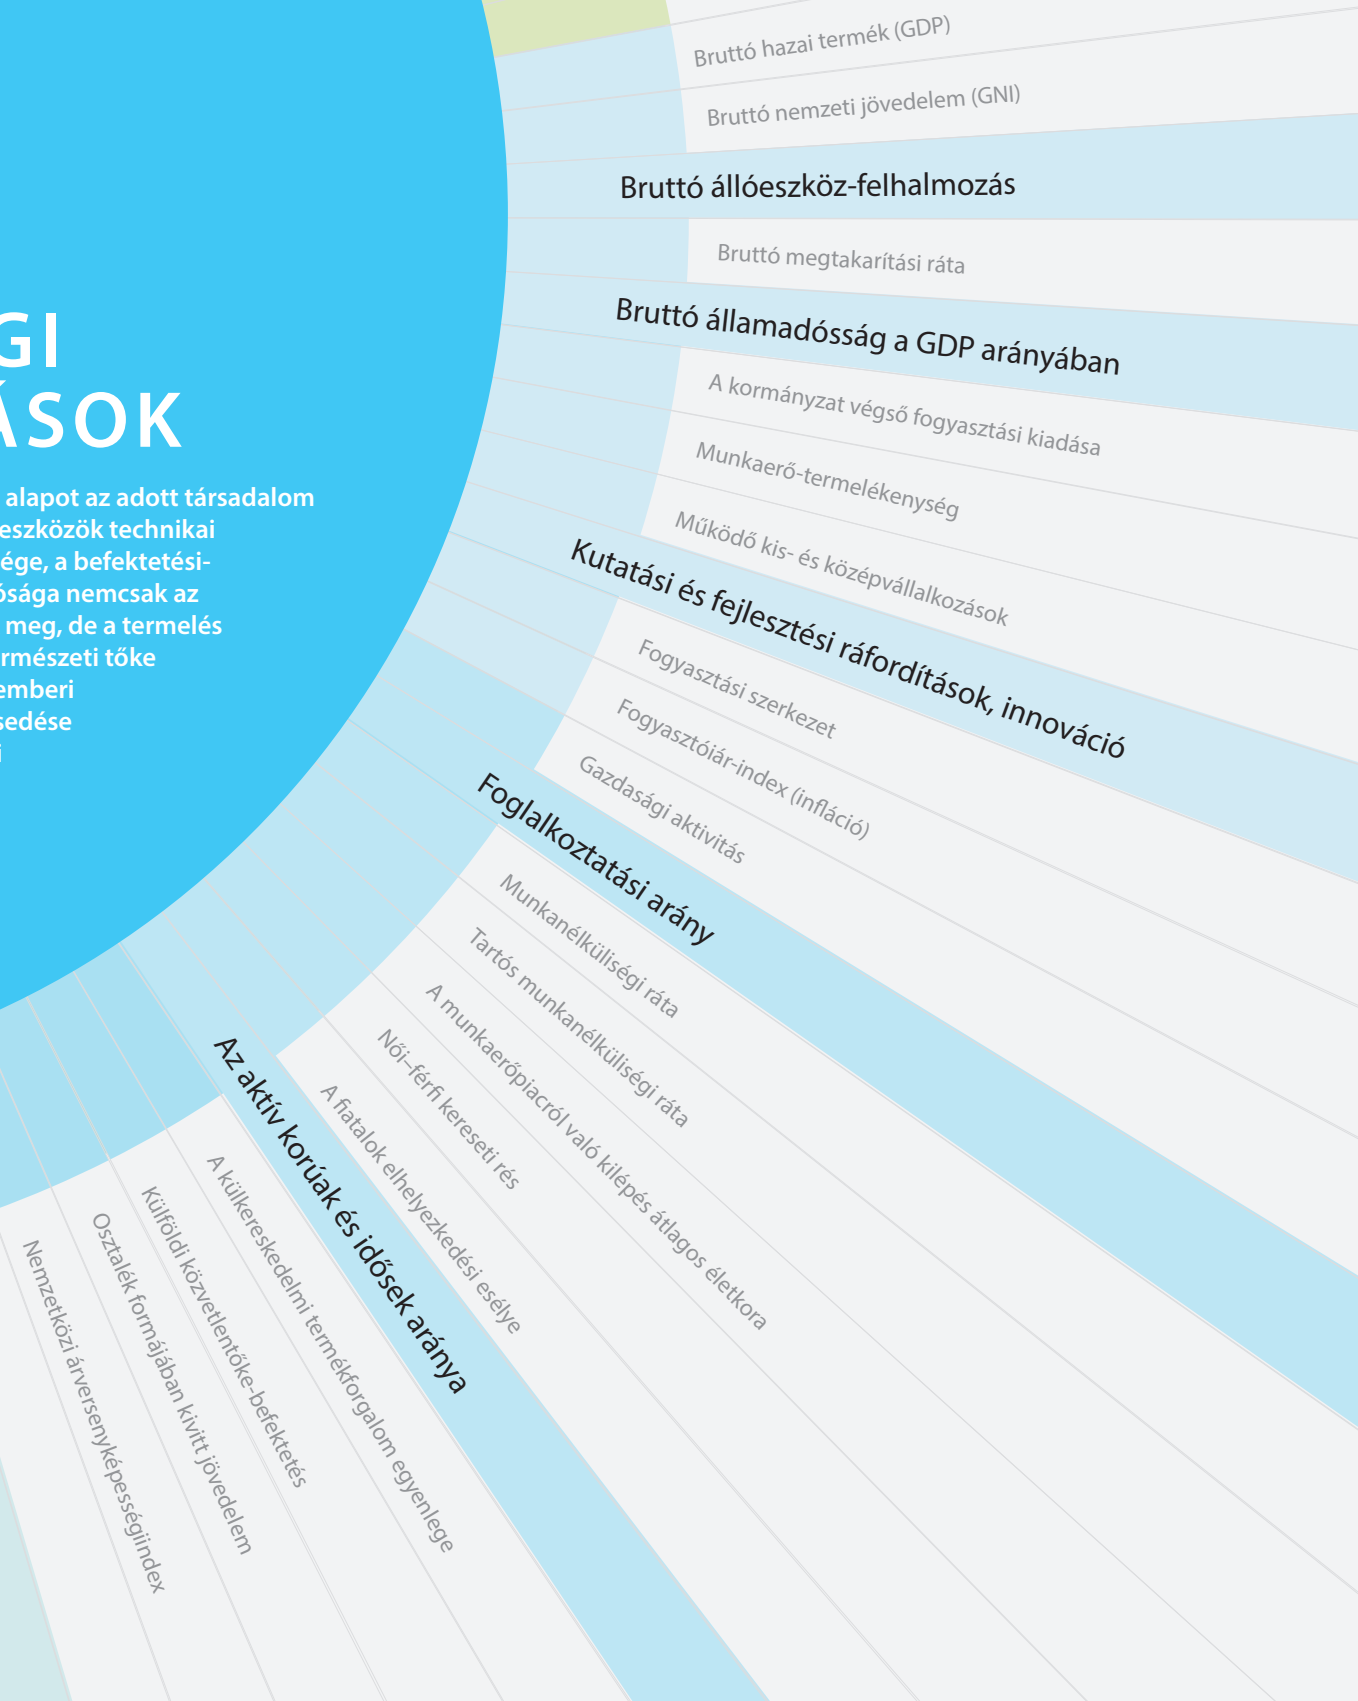 Bruttó hazai termék (GDP)
Bruttó nemzeti jövedelem (GNI)
Bruttó állóeszköz-felhalmozás
Bruttó megtakarítási ráta
Bruttó államadósság a GDP arányában
A kormányzat végső fogyasztási kiadása
Munkaerő-termelékenység
Működő kis- és középvállalkozások
Kutatási és fejlesztési ráfordítások, innováció
Fogyasztási szerkezet
Fogyasztóiár-index (infláció)
Gazdasági aktivitás
Foglalkoztatási arány
Munkanélküliségi ráta
Tartós munkanélküliségi ráta
A munkaerőpiacról való kilépés átlagos életkora
Női–férfi kereseti rés
A fiatalok elhelyezkedési esélye
Az aktív korúak és idősek aránya
A külkereskedelmi termékforgalom egyenlege
Külföldi közvetlentőke-befektetés
Osztalék formájában kivitt jövedelem
Nemzetközi árversenyképességiindex
GI
ÁSOK
alapot az adott társadalom
eszközök technikai
sége, a befektetési-
ósága nemcsak az
meg, de a termelés
ermészeti tőke
emberi
sedése
i